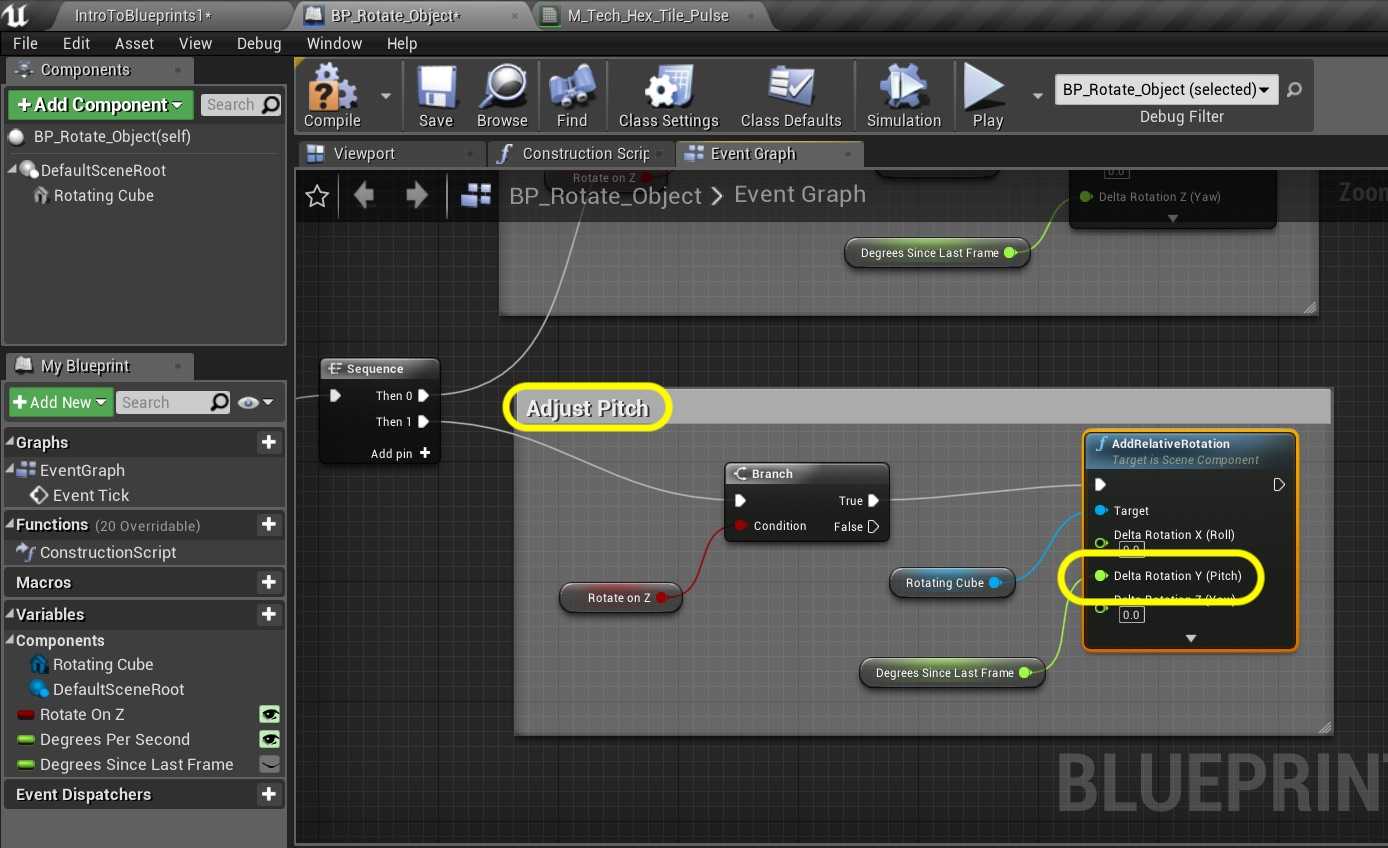 IntroToBlueprints1*
BP_Rotate_Object*
M_Tech_Hex_Tile_Pulse
File Edit Asset View Debug Window Help
Components
+Add Component
Search
BP_Rotate_Object(self)
DefaultSceneRoot
Rotating Cube
My Blueprint
+Add New
Search
Graphs
EventGraph
Event Tick
Functions (20 Overridable)
ConstructionScript
Macros
Variables
Components
Rotating Cube
DefaultSceneRoot
Rotate On Z
Degrees Per Second
Degrees Since Last Frame
Event Dispatchers
Compile
Save
Browse
Find
Class Settings
Class Defaults
Simulation
Play
BP_Rotate_Object (selected)
Debug Filter
Viewport
Construction Scrip
Event Graph
Rotate on Z
BP_Rotate_Object > Event Graph
Zoom
0.0
Delta Rotation Z (Yaw)
Degrees Since Last Frame
Sequence
Then 0
Then 1
Add pin +
Adjust Pitch
Branch
True
Condition
False
Rotate on Z
Rotating Cube
Degrees Since Last Frame
AddRelativeRotation
Target is Scene Component
Target
Delta Rotation X (Roll)
0.0
Delta Rotation Y (Pitch)
Delta Rotation Z (Yaw)
0.0
BLUEPRINT